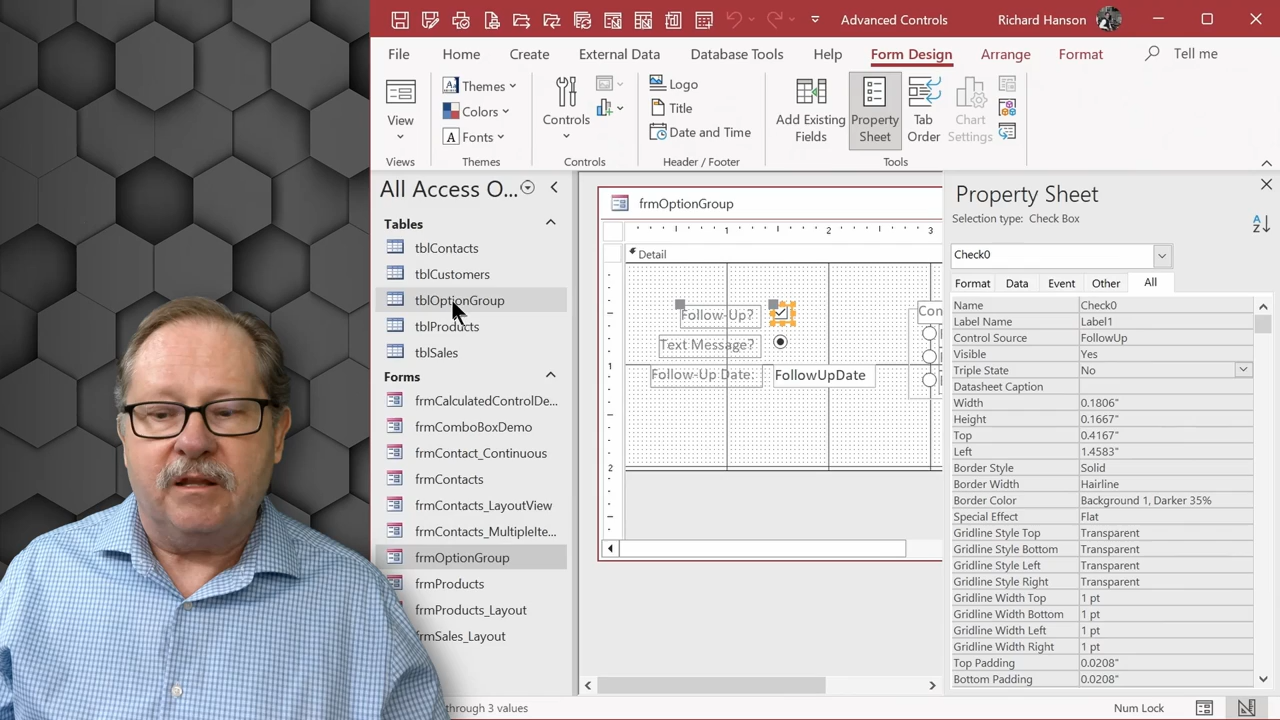 Advanced Controls
Richard Hanson
File Home Create External Data Database Tools Help Form Design Arrange Format Tell me
View
Views
Themes
Colors
Fonts
Themes
Controls
Controls
Logo
Title
Date and Time
Header / Footer
Add Existing Fields
Property Sheet
Tab Order
Chart Settings
Tools
All Access O...
Tables
tblContacts
tblCustomers
tblOptionGroup
tblProducts
tblSales
Forms
frmCalculatedControlDe...
frmComboBoxDemo
frmContact_Continuous
frmContacts
frmContacts_LayoutView
frmContacts_MultipleIte...
frmOptionGroup
frmProducts
frmProducts_Layout
frmSales_Layout
frmOptionGroup
1 2 3
Detail
1
2
Follow-Up?
Text Message?
Follow-Up Date: FollowUpDate
Con
Property Sheet
Selection type: Check Box
A
Z
Check0
Format Data Event Other All
Name Check0
Label Name Label1
Control Source FollowUp
Visible Yes
Triple State No
Datasheet Caption
Width 0.1806"
Height 0.1667"
Top 0.4167"
Left 1.4583"
Border Style Solid
Border Width Hairline
Border Color Background 1, Darker 35%
Special Effect Flat
Gridline Style Top Transparent
Gridline Style Bottom Transparent
Gridline Style Left Transparent
Gridline Style Right Transparent
Gridline Width Top 1 pt
Gridline Width Bottom 1 pt
Gridline Width Left 1 pt
Gridline Width Right 1 pt
Top Padding 0.0208"
Bottom Padding 0.0208"
through 3 values
Num Lock